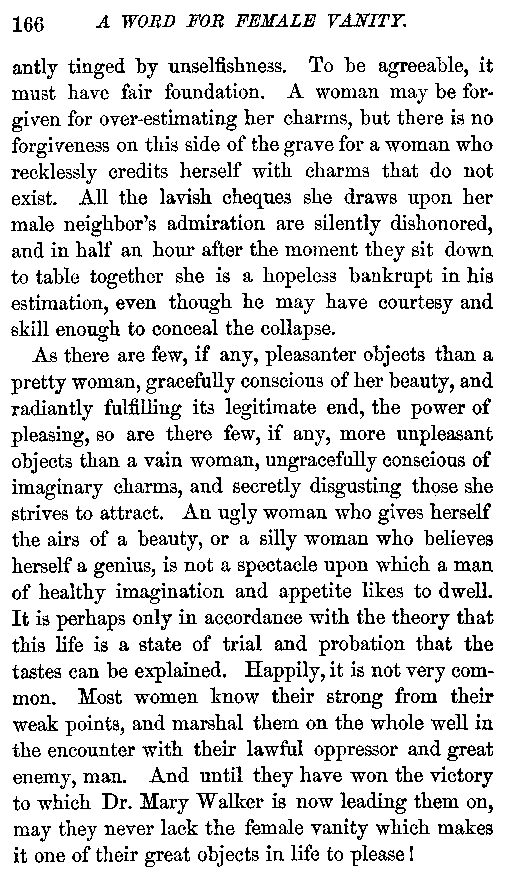 166 A WORD FOR FEMALE VANITY.
antly tinged by unselfishness. To be agreeable, it
must have fair foundation. A woman may be for-
given for over-estimating her charms, but there is no
forgiveness on this side of the grave for a woman who
recklessly credits herself with charms that do not
exist. All the lavish cheques she draws upon her
male neighbor's admiration are silently dishonored,
and in half an hour after the moment they sit down
to table together she is a hopeless bankrupt in his
estimation, even though he may have courtesy and
skill enough to conceal the collapse.
As there are few, if any, pleasanter objects than a
pretty woman, gracefully conscious of her beauty, and
radiantly fulfilling its legitimate end, the power of
pleasing, so are there few, if any, more unpleasant
objects than a vain woman, ungracefully conscious of
imaginary charms, and secretly disgusting those she
strives to attract. An ugly woman who gives herself
the airs of a beauty, or a silly woman who believes
herself a genius, is not a spectacle upon which a man
of healthy imagination and appetite likes to dwell.
It is perhaps only in accordance with the theory that
this life is a state of trial and probation that the
tastes can be explained. Happily, it is not very com-
mon. Most women know their strong from their
weak points, and marshal them on the whole well in
the encounter with their lawful oppressor and great
enemy, man. And until they have won the victory
to which Dr. Mary Walker is now leading them on,
may they never lack the female vanity which makes
it one of their great objects in life to please!